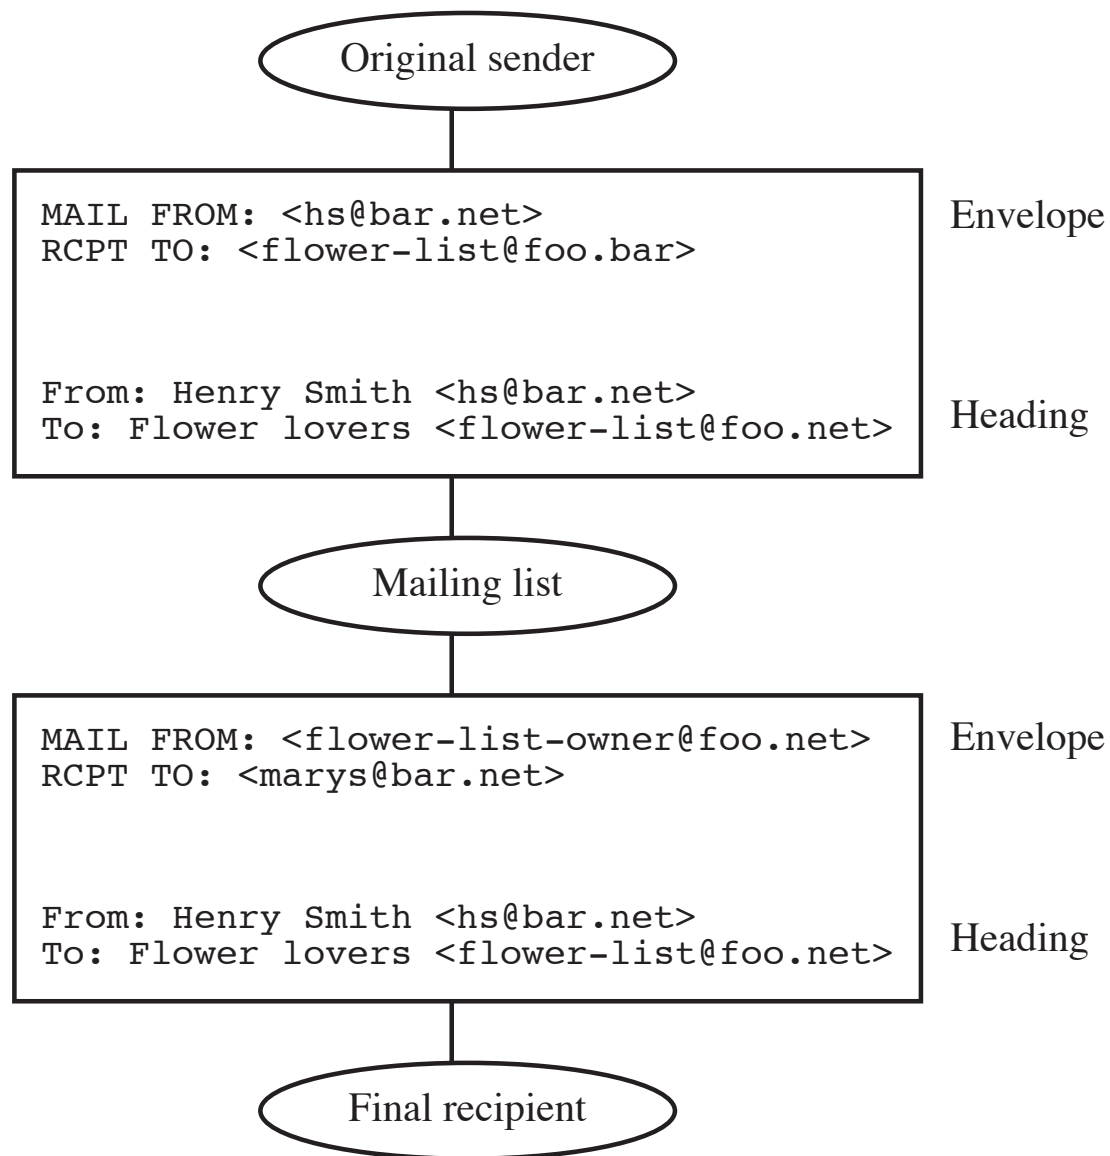 Original sender
MAIL FROM: <hs@bar.net>
Envelope
RCPT TO: <flower-list@foo.bar>
From: Henry Smith <hs@bar.net>
Heading
To: Flower lovers <flower-list@foo.net>
Mailing list
MAIL FROM: <flower-list-owner@foo.net>
Envelope
RCPT TO: <marys@bar.net>
From: Henry Smith <hs@bar.net>
Heading
To: Flower lovers <flower-list@foo.net>
Final recipient